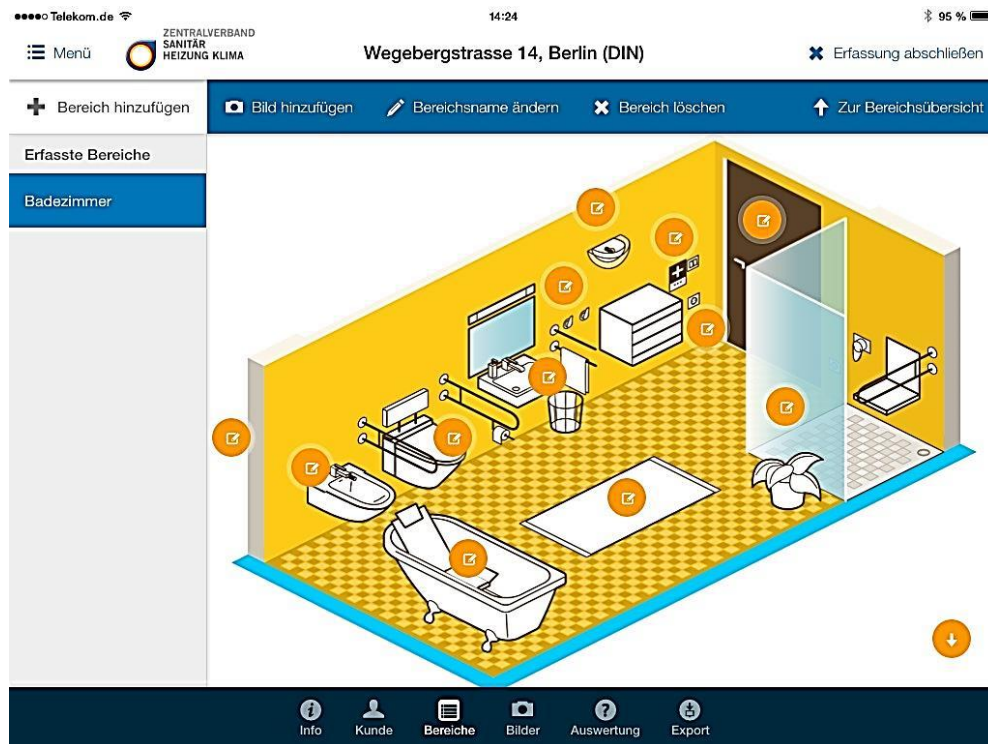 Telekom.de
14:24
95 %
Menü
ZENTRALVERBAND
SANITÄR
HEIZUNG KLIMA
Wegebergstrasse 14, Berlin (DIN)
Erfassung abschließen
Bereich hinzufügen
Bild hinzufügen
Bereichsname ändern
Bereich löschen
Zur Bereichsübersicht
Erfasste Bereiche
Badezimmer
Info
Kunde
Bereiche
Bilder
Auswertung
Export